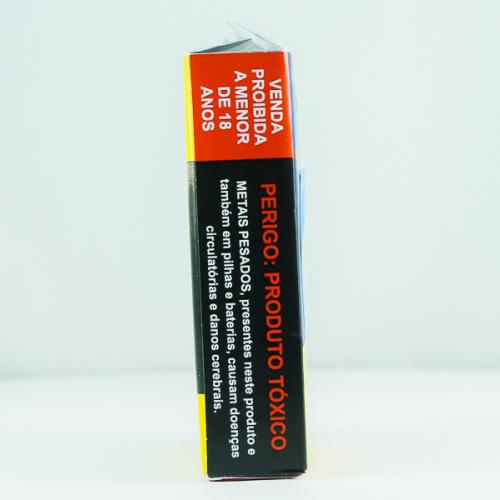 VENDA
PROIBIDA
A MENOR
DE 18
ANOS
PERIGO: PRODUTO TÓXICO
METAIS PESADOS, presentes neste produto e
também em pilhas e baterias, causam doenças
circulatórias e danos cerebrais.